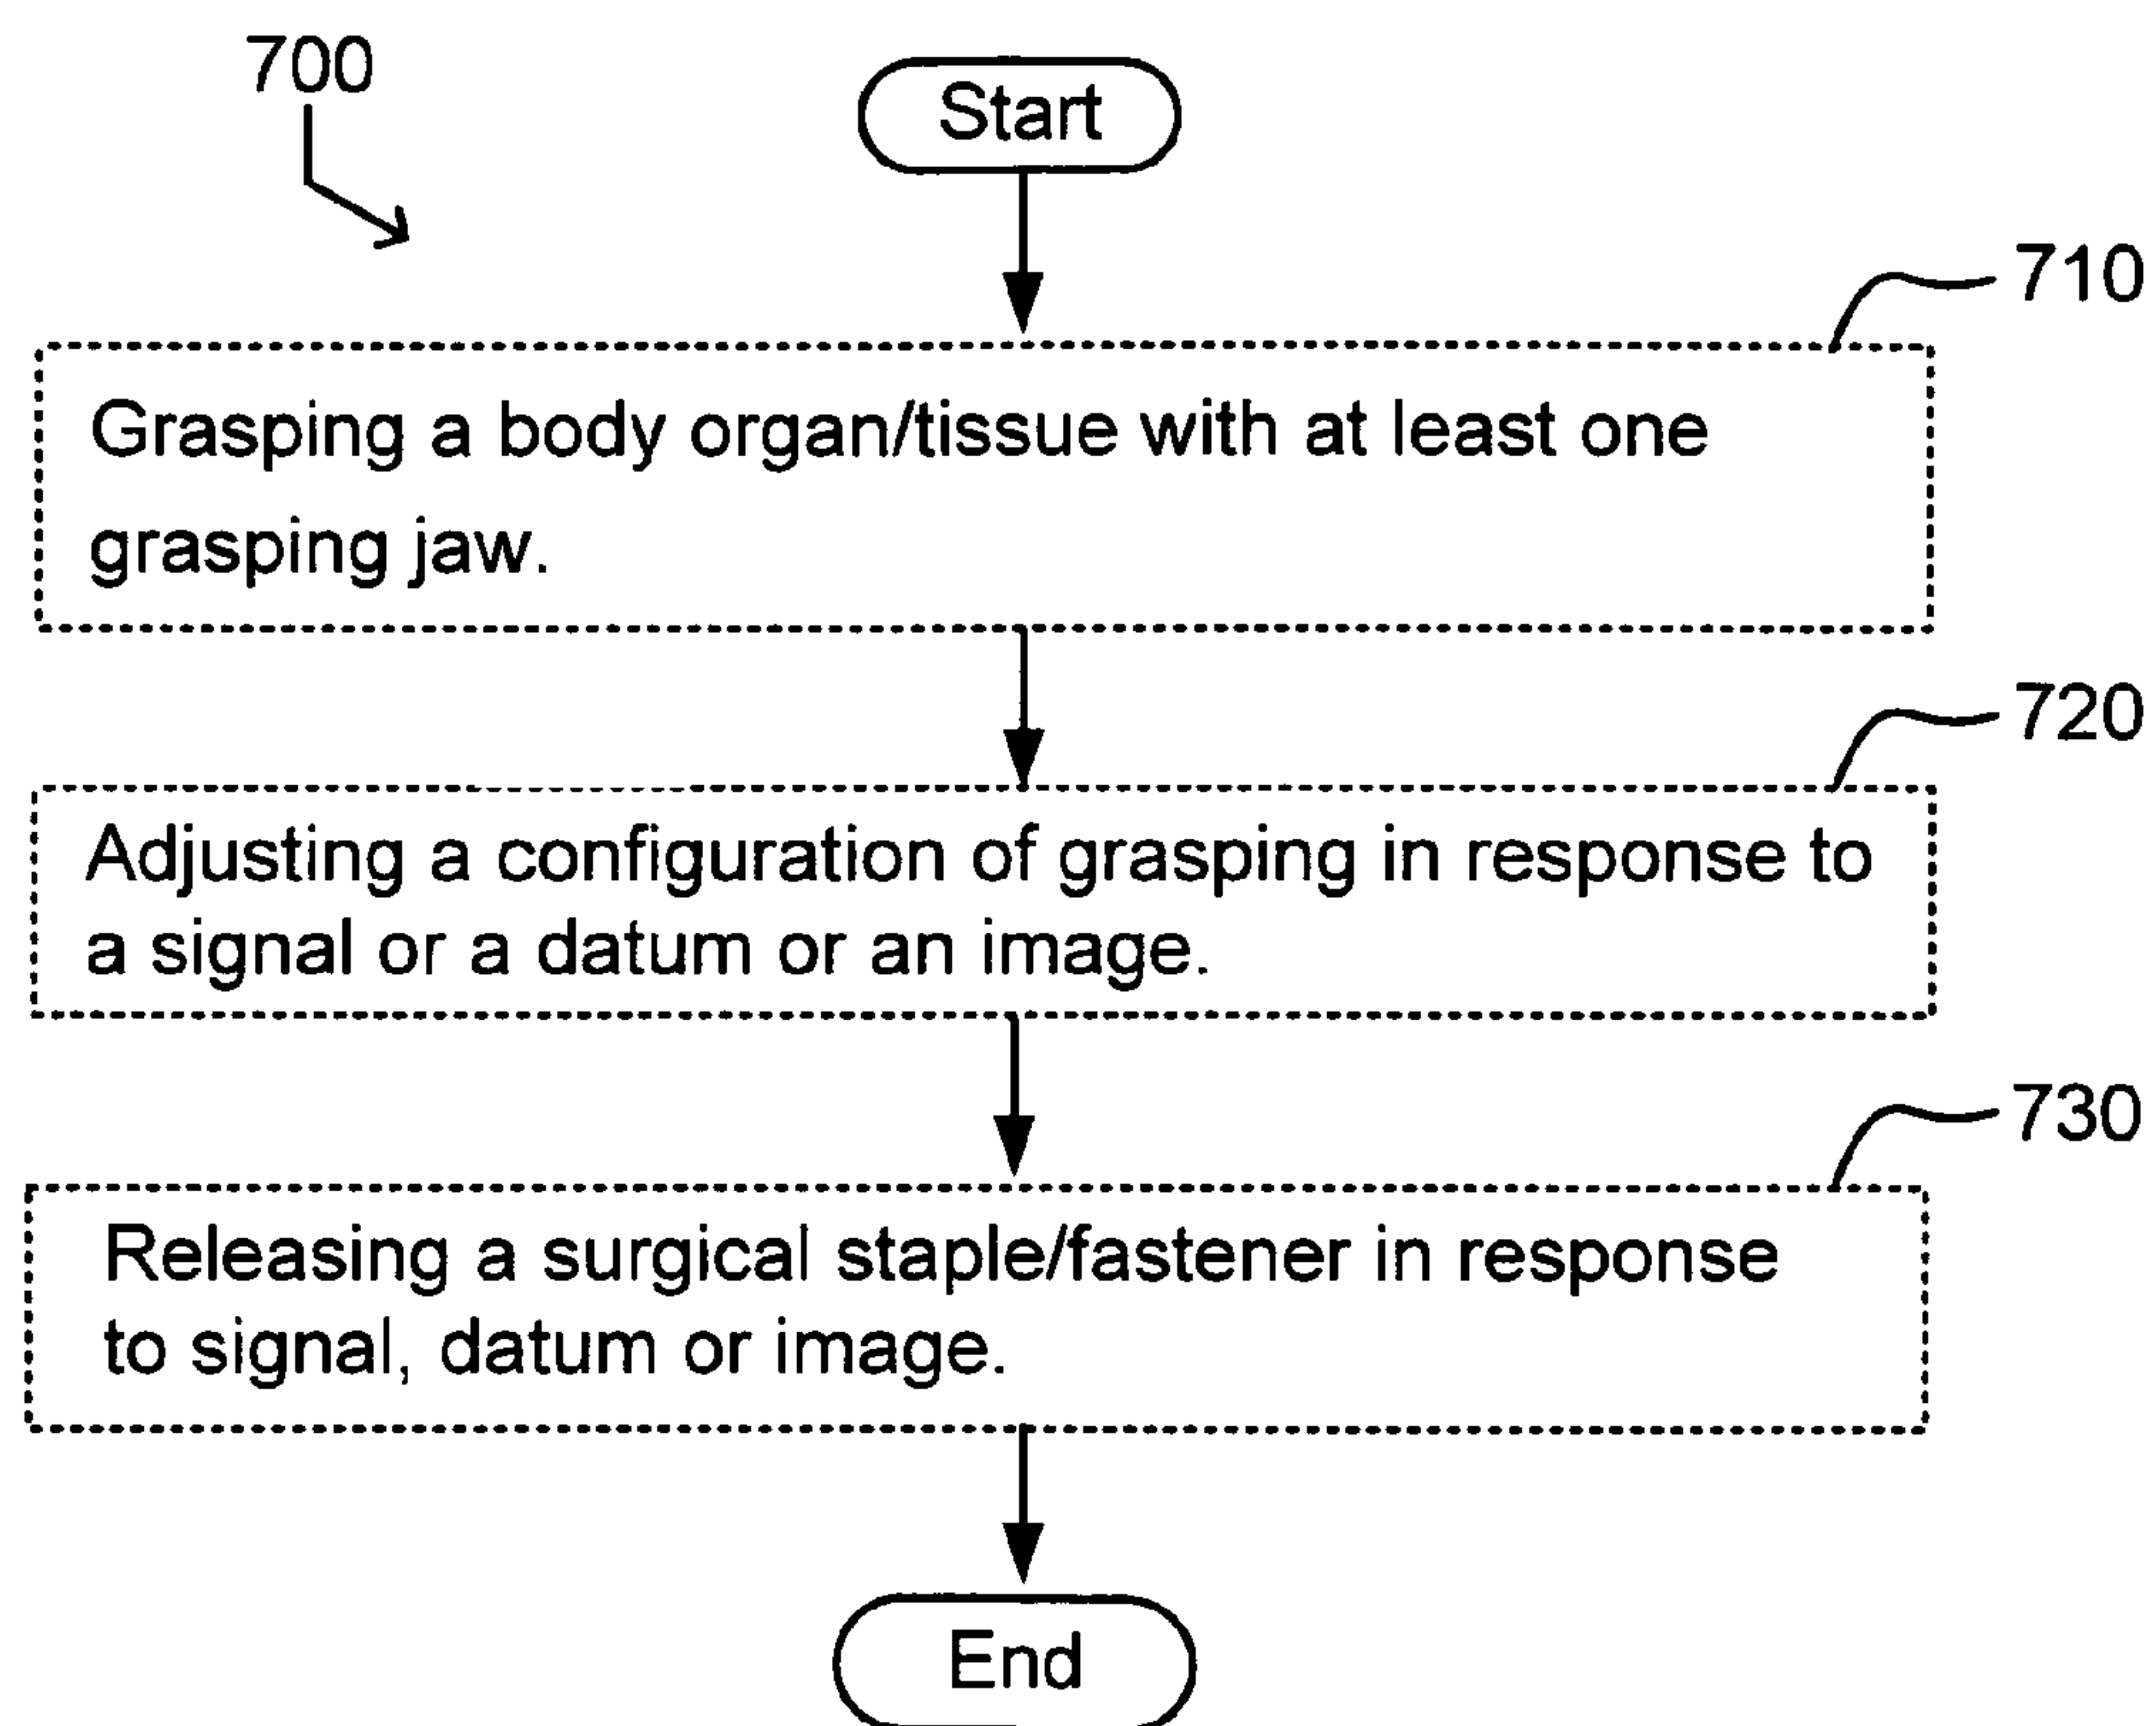 700
Start
710
Grasping a body organ/tissue with at least one
grasping jaw.
720
Adjusting a configuration of grasping in response to
a signal or a datum or an image.
730
Releasing a surgical staple/fastener in response
to signal, datum or image.
End